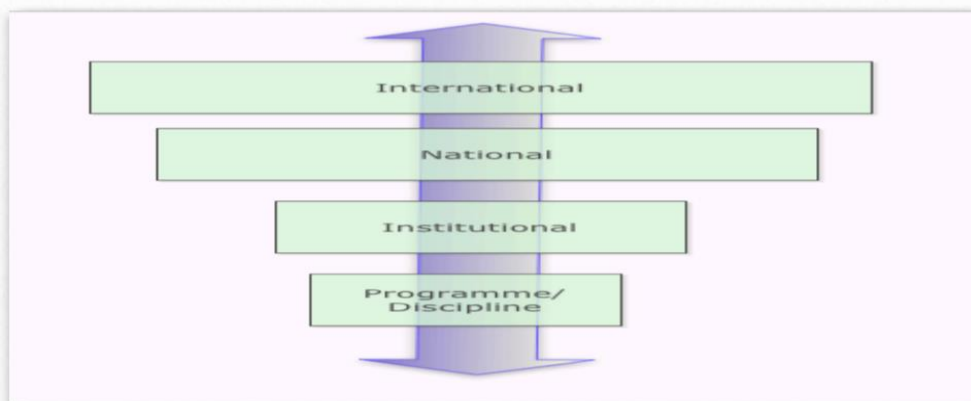 International
National
Institutional
Programme/
Discipline